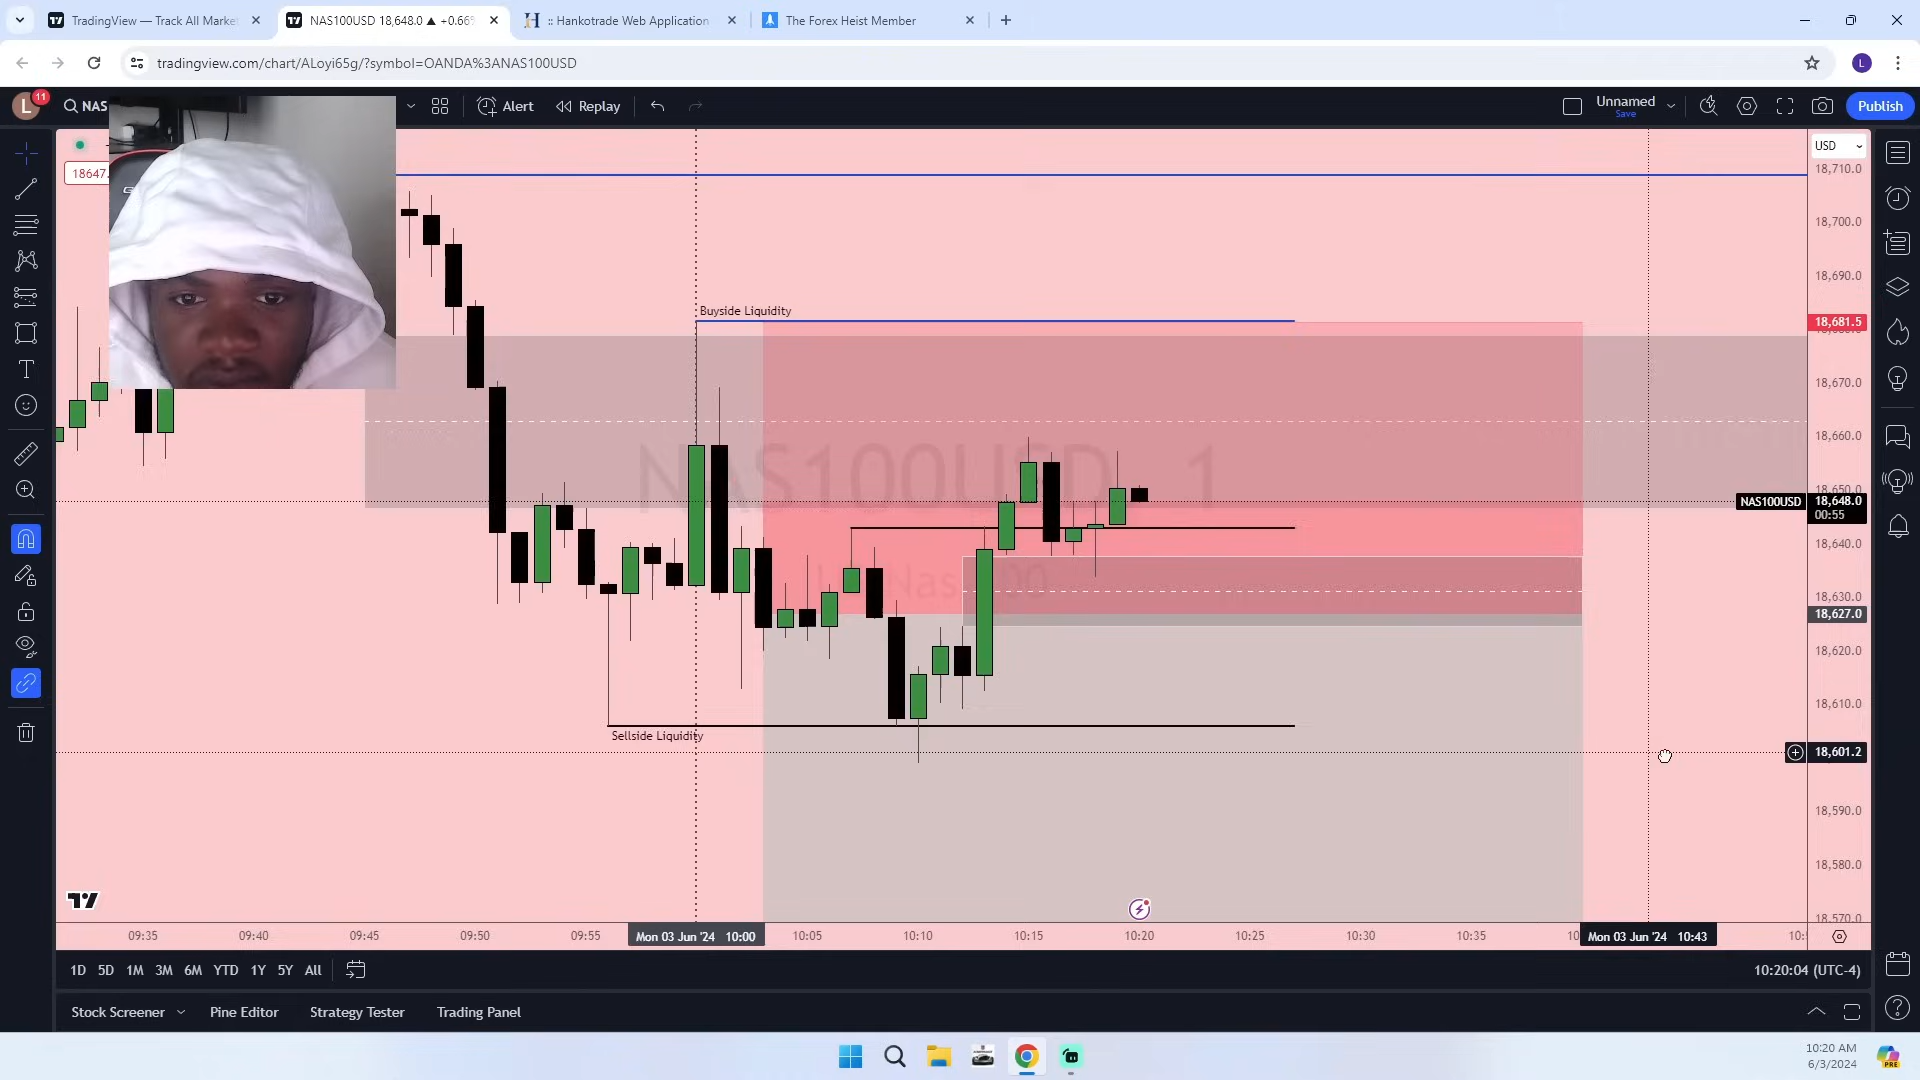 TradingView — Track All Marke
NAS100USD 18,648.0 ▲ +0.66%
:: Hankotrade Web Application
The Forex Heist Member
tradingview.com/chart/ALoyi65g/?symbol=OANDA%3ANAS100USD
L
L
11
NAS
Alert
Replay
Unnamed
Save
Publish
18647.
USD
18,710.0
18,700.0
18,690.0
Buyside Liquidity
18,681.5
18,670.0
18,660.0
NAS100USD 1
18,650.0
NAS100USD
18,648.0
00:55
18,640.0
18,630.0
18,627.0
18,620.0
18,610.0
Sellside Liquidity
18,601.2
18,590.0
18,580.0
18,570.0
09:35
09:40
09:45
09:50
09:55
Mon 03 Jun '24 10:00
10:05
10:10
10:15
10:20
10:25
10:30
10:35
Mon 03 Jun '24 10:43
1D 5D 1M 3M 6M YTD 1Y 5Y All
10:20:04 (UTC-4)
Stock Screener
Pine Editor
Strategy Tester
Trading Panel
10:20 AM
6/3/2024
PRE